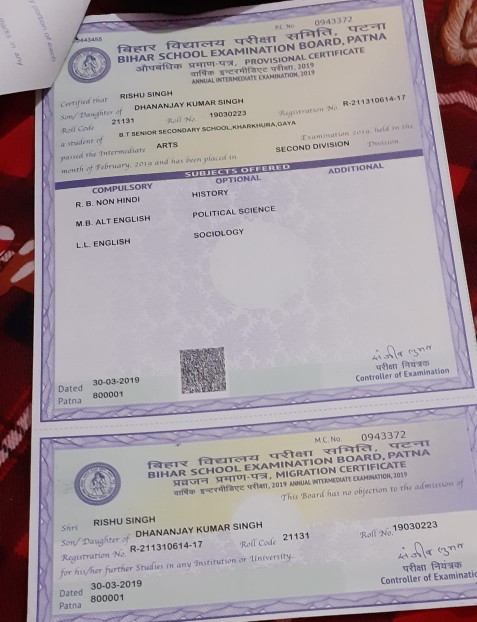 P.C. No. 0943372
9443455
बिहार विद्यालय परीक्षा समिति, पटना
BIHAR SCHOOL EXAMINATION BOARD, PATNA
औपबंधिक प्रमाण-पत्र, PROVISIONAL CERTIFICATE
वार्षिक इन्टरमीडिएट परीक्षा, 2019
ANNUAL INTERMEDIATE EXAMINATION, 2019
Certified that RISHU SINGH
Son/Daughter of DHANANJAY KUMAR SINGH
Roll Code 21131 Roll No. 19030223 Registration No. R-211310614-17
a student of B.T SENIOR SECONDARY SCHOOL,KHARKHURA,GAYA
passed the Intermediate ARTS Examination 2019, held in the
month of February, 2019 and has been placed in SECOND DIVISION Division
SUBJECTS OFFERED
COMPULSORY OPTIONAL ADDITIONAL
R. B. NON HINDI HISTORY
M.B. ALT ENGLISH POLITICAL SCIENCE
L.L. ENGLISH SOCIOLOGY
परीक्षा नियंत्रक
Controller of Examination
Dated 30-03-2019
Patna 800001
M.C. No. 0943372
बिहार विद्यालय परीक्षा समिति, पटना
BIHAR SCHOOL EXAMINATION BOARD, PATNA
प्रव्रजन प्रमाण-पत्र, MIGRATION CERTIFICATE
वार्षिक इन्टरमीडिएट परीक्षा, 2019 ANNUAL INTERMEDIATE EXAMINATION, 2019
This Board has no objection to the admission of
Shri RISHU SINGH
Son/Daughter of DHANANJAY KUMAR SINGH
Registration No. R-211310614-17 Roll Code 21131 Roll No. 19030223
for his/her further Studies in any Institution or University.
परीक्षा नियंत्रक
Controller of Examinatio
Dated 30-03-2019
Patna 800001